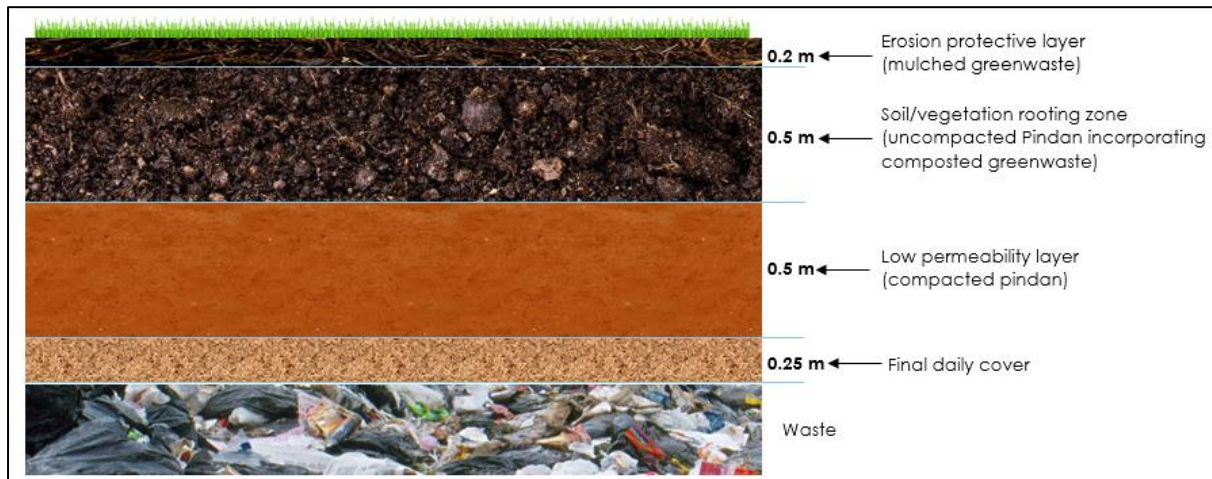 0.2 m
Erosion protective layer
(mulched greenwaste)
0.5 m
Soil/vegetation rooting zone
(uncompacted Pindan incorporating
composted greenwaste)
0.5 m
Low permeability layer
(compacted pindan)
0.25 m
Final daily cover
Waste